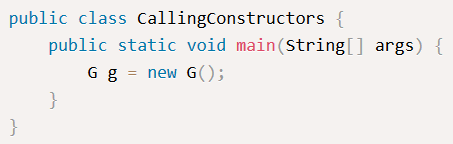 public class CallingConstructors {
    public static void main(String[] args) {
        G g = new G();
    }
}